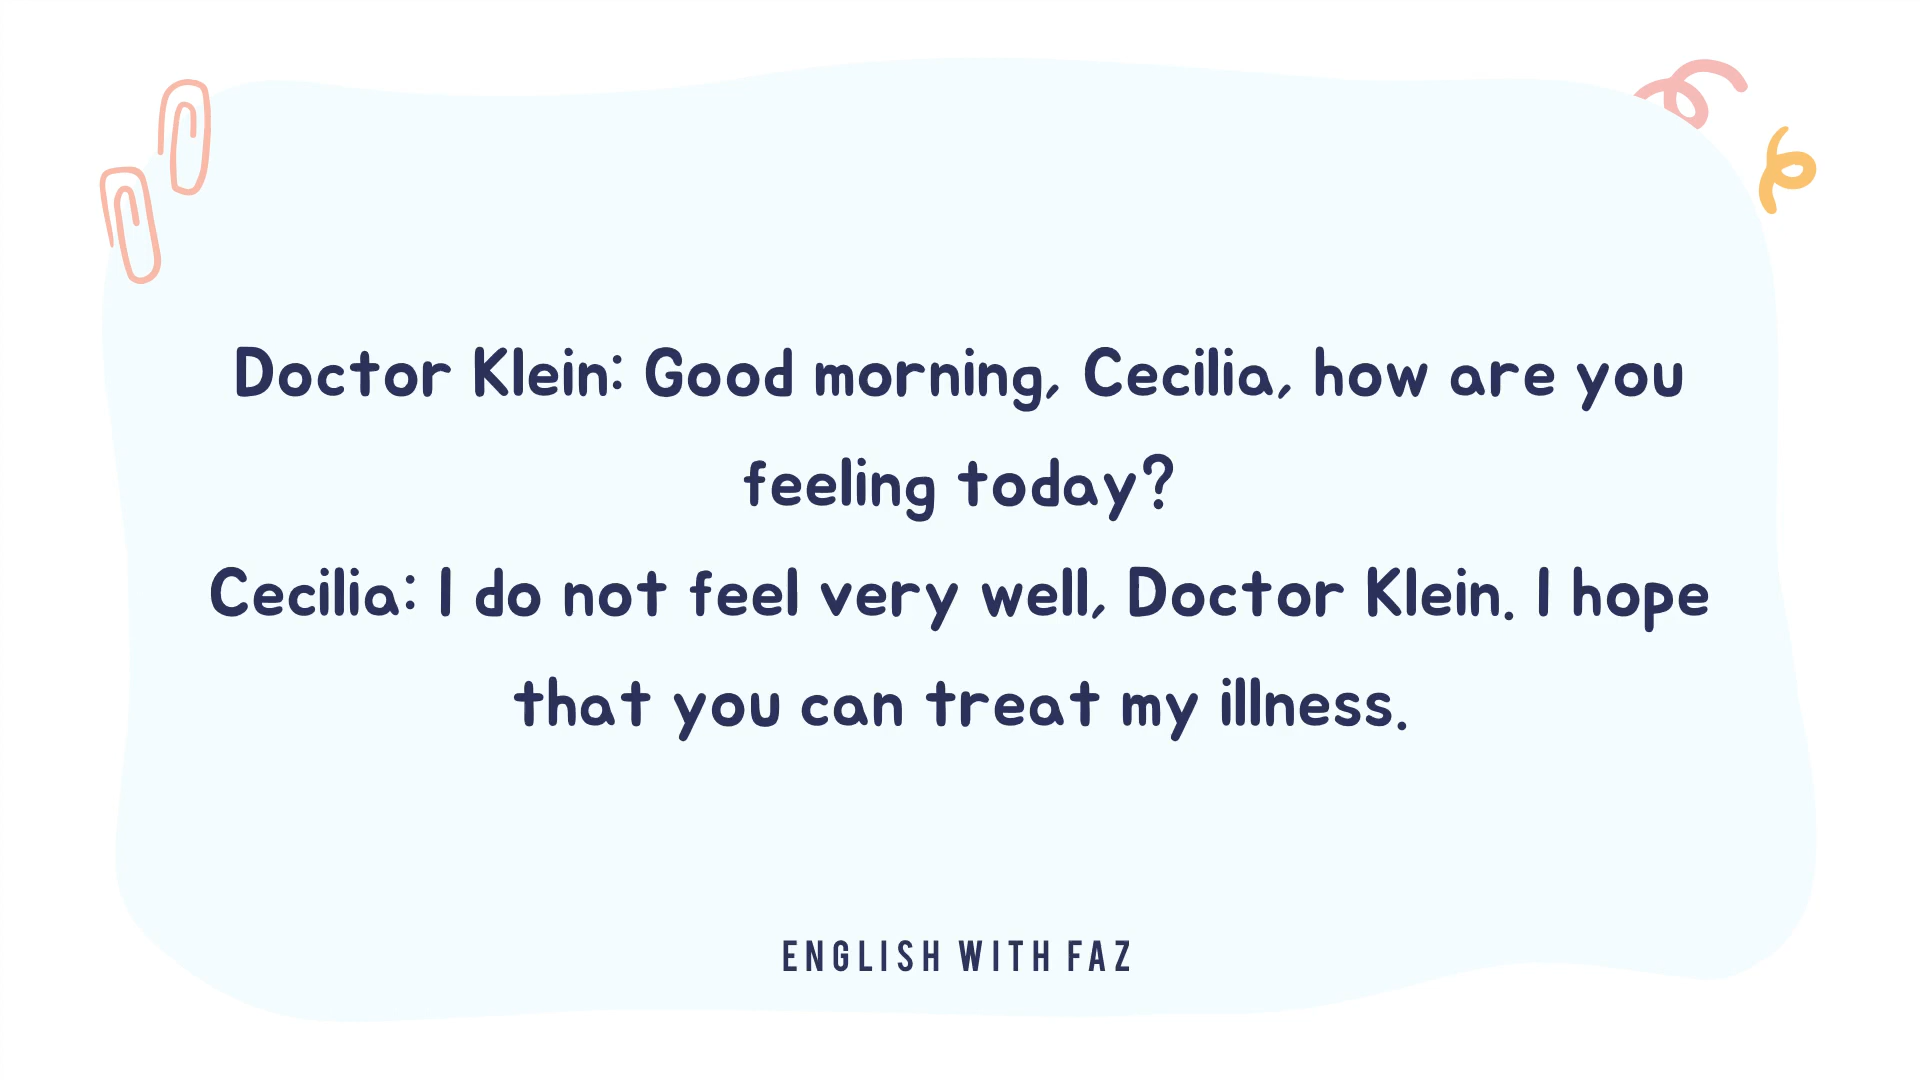 Doctor Klein: Good morning, Cecilia, how are you
feeling today?
Cecilia: I do not feel very well, Doctor Klein. I hope
that you can treat my illness.
ENGLISH WITH FAZ